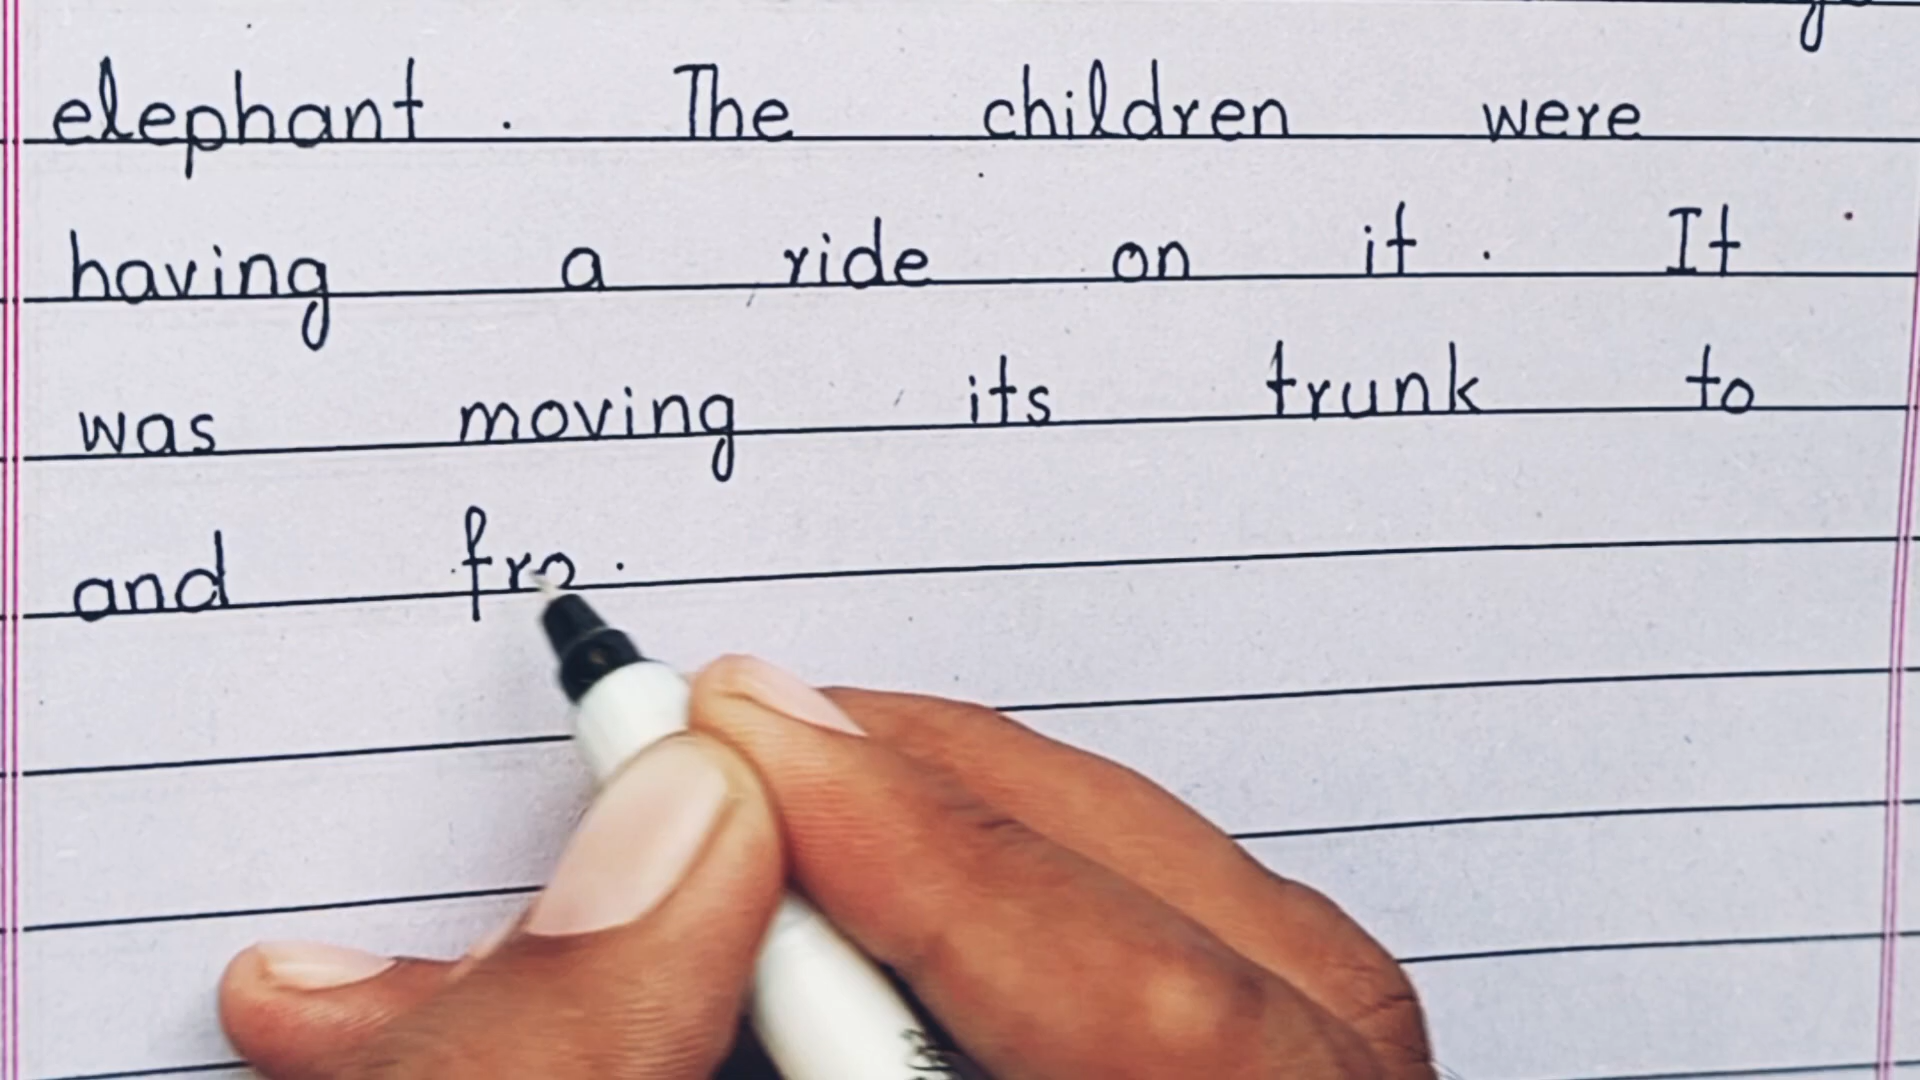 elephant. The children were
having a ride on it. It
was moving its trunk to
and fro.